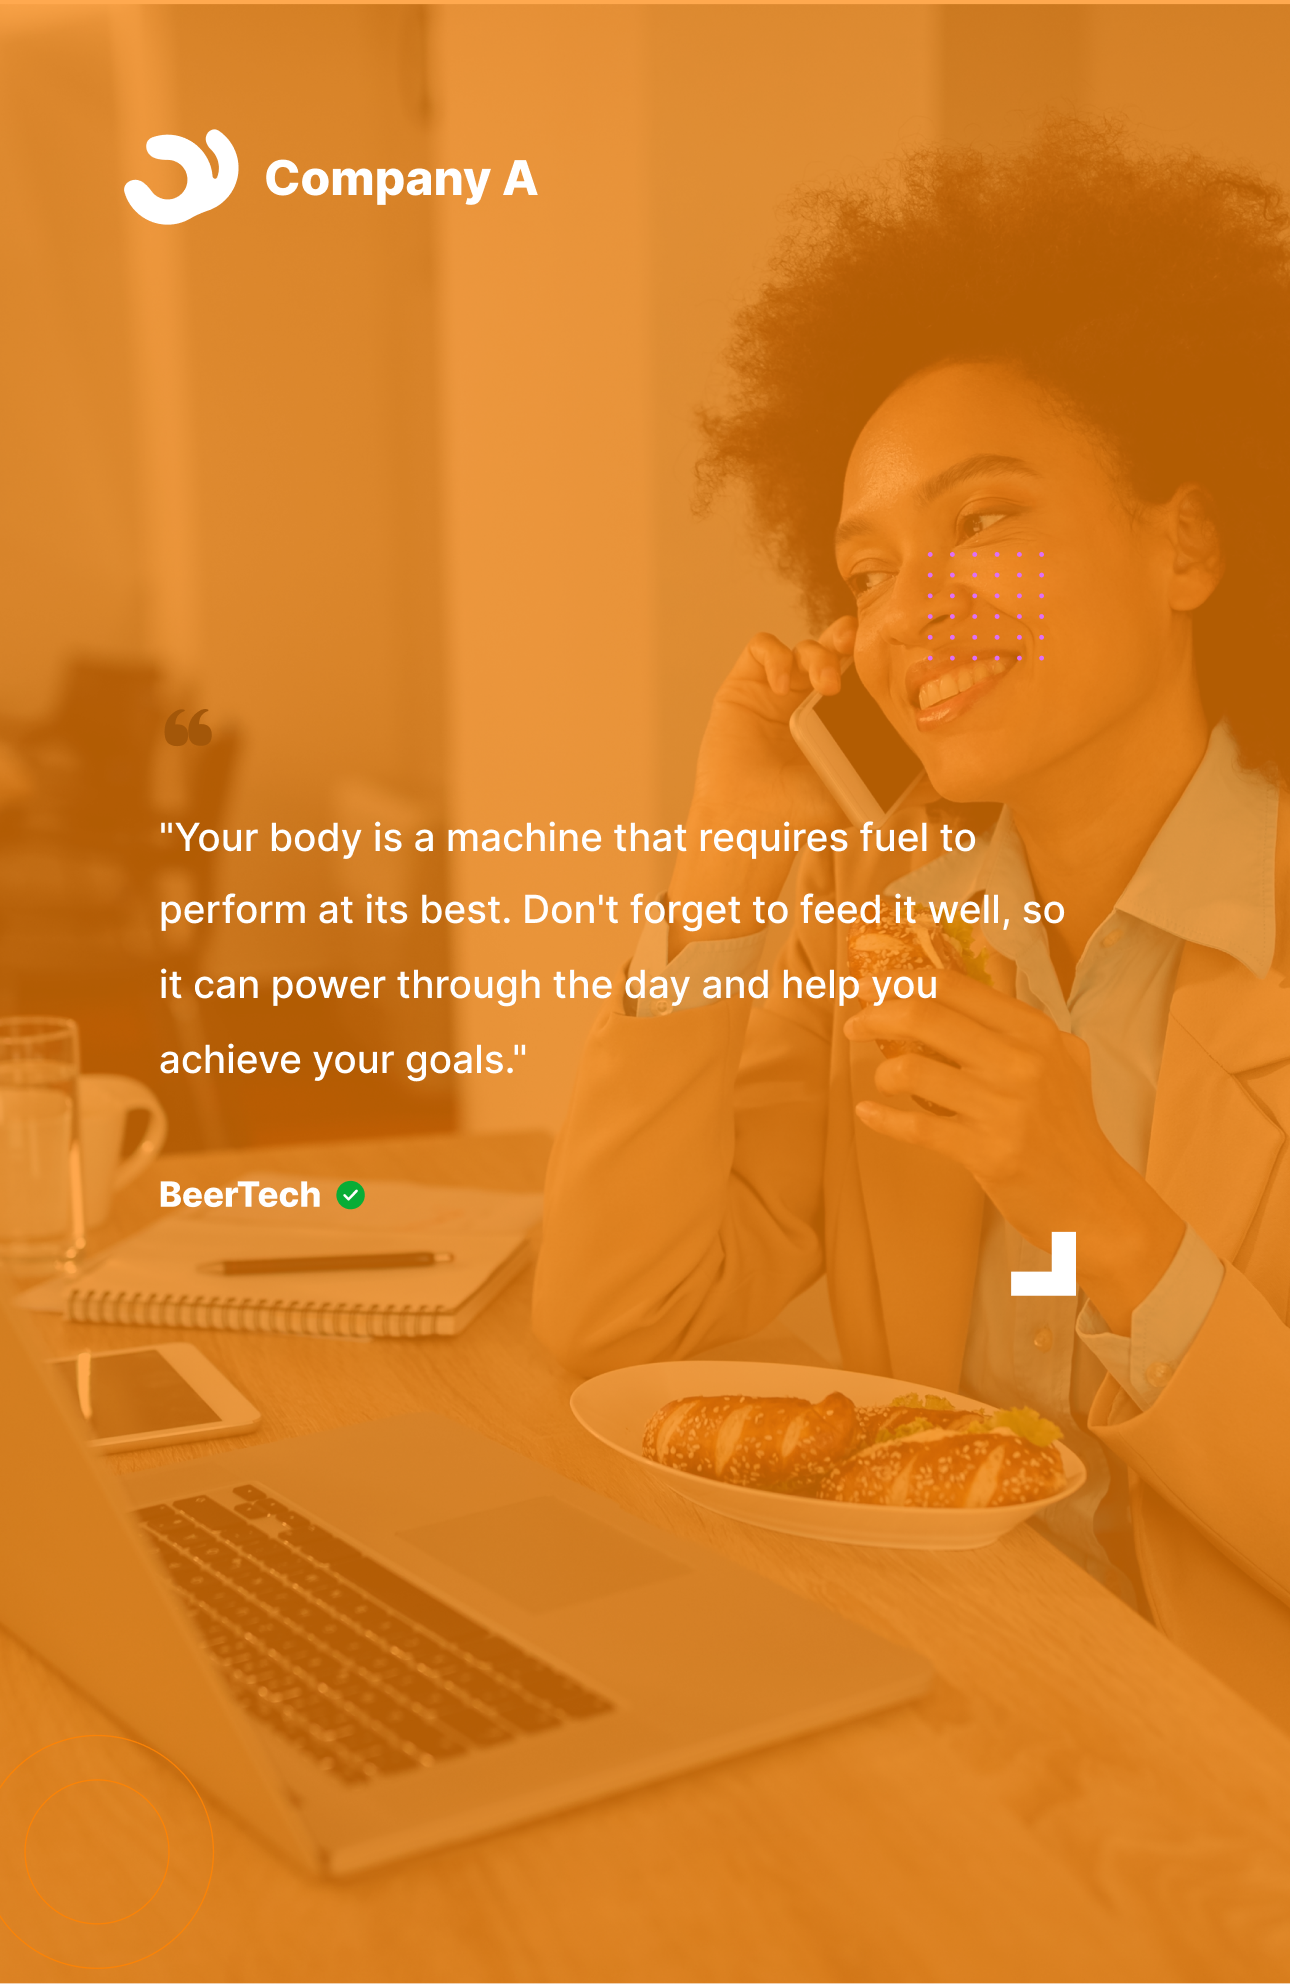 Company A
“
"Your body is a machine that requires fuel to
perform at its best. Don't forget to feed it well, so
it can power through the day and help you
achieve your goals."
BeerTech